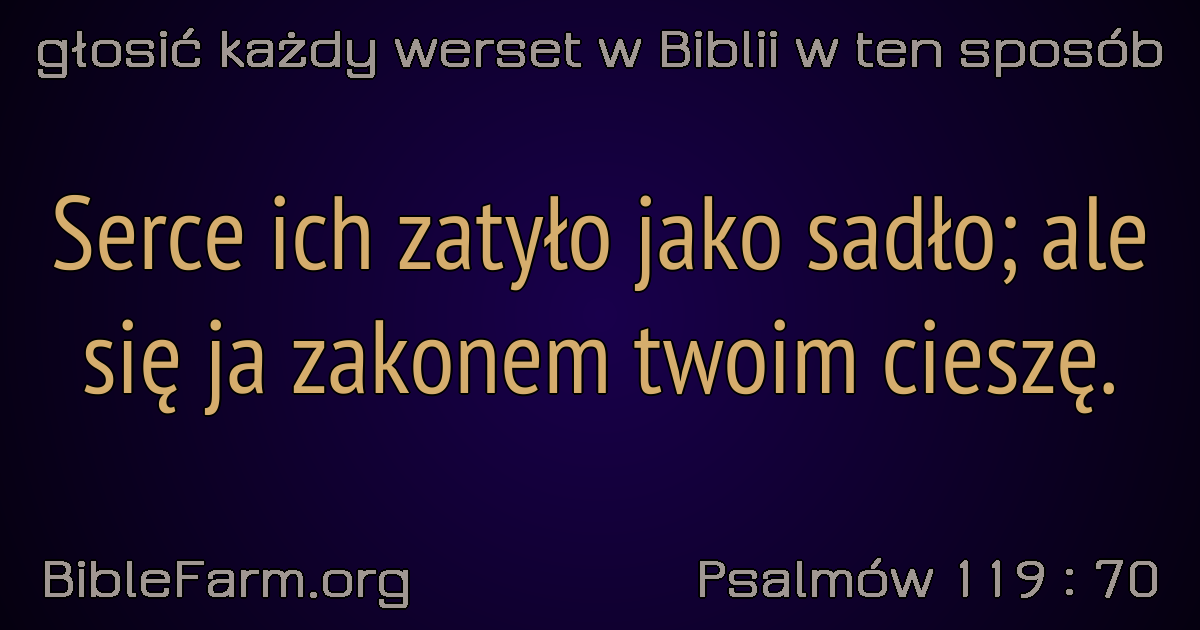 głosić każdy werset w Biblii w ten sposób
Serce ich zatyło jako sadło; ale
się ja zakonem twoim cieszę.
BibleFarm.org
Psalmów 119 : 70